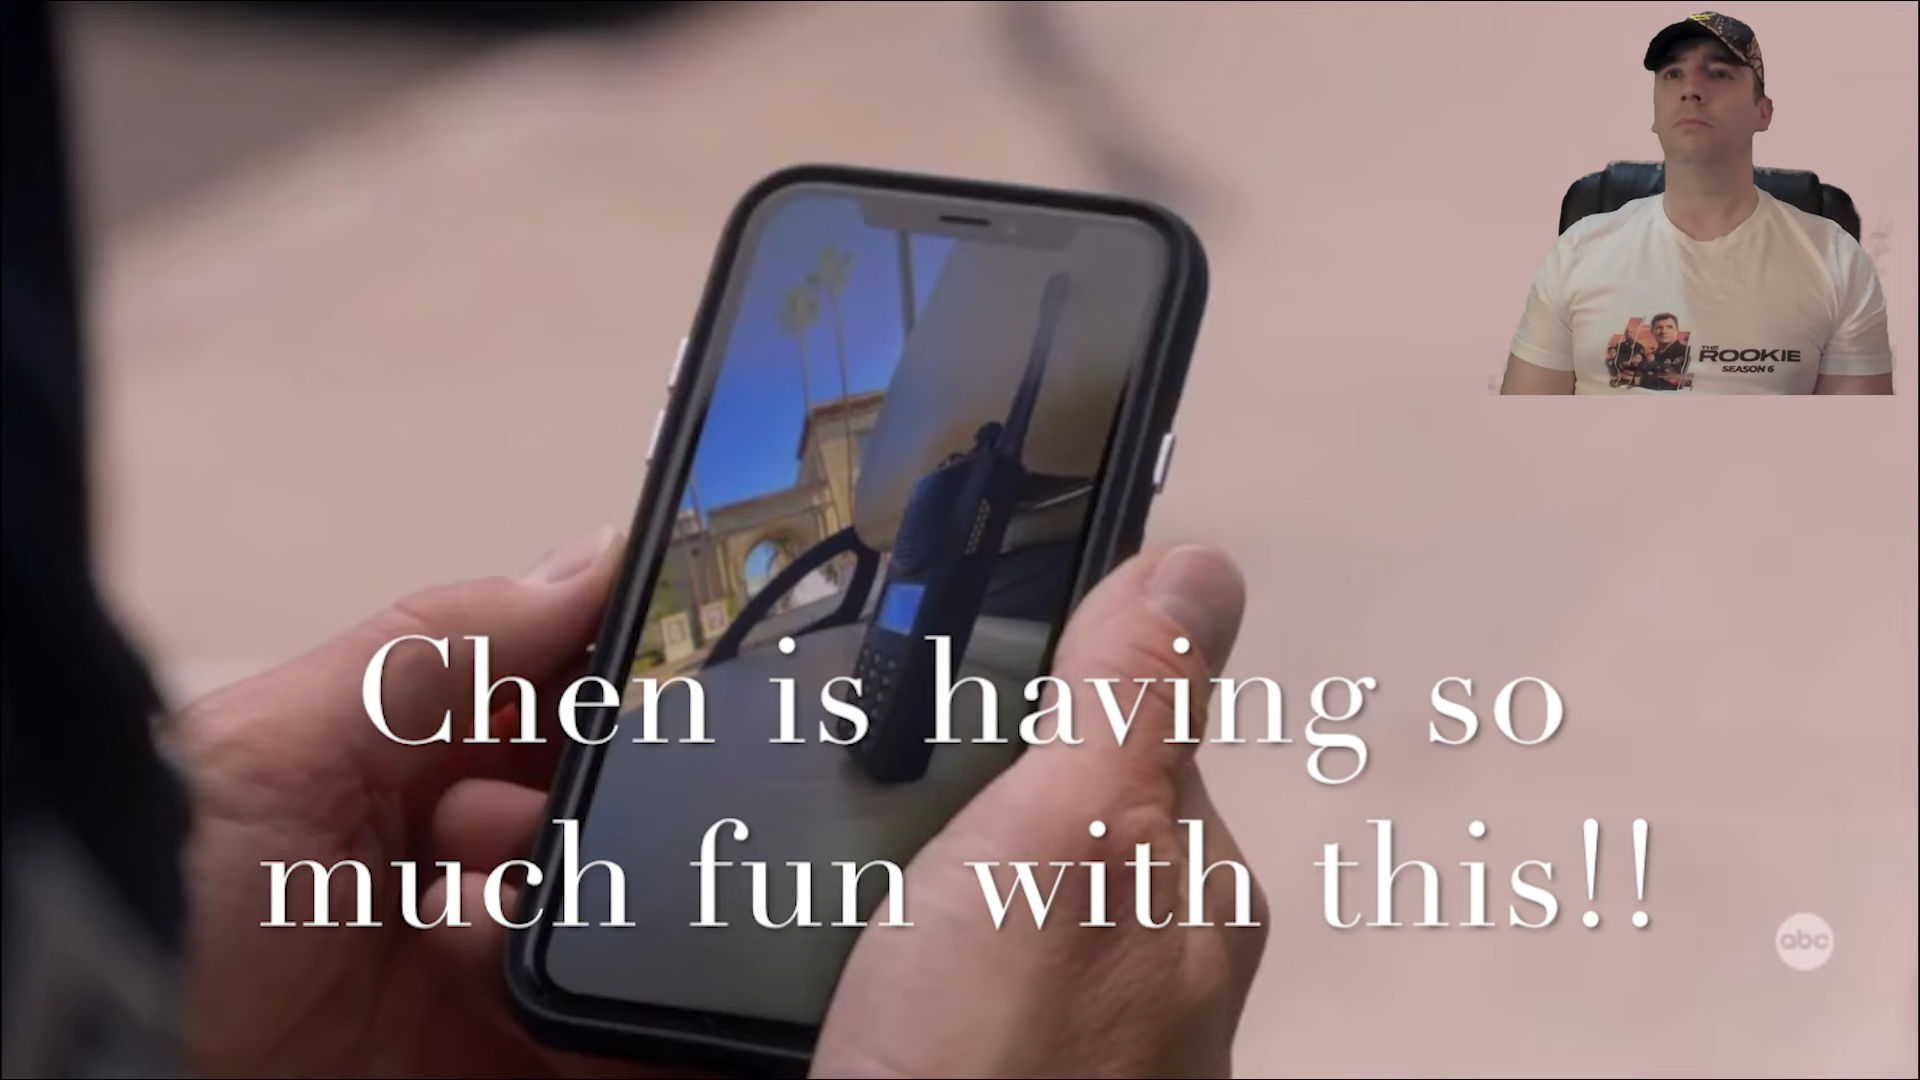 THE
ROOKIE
SEASON 6
Chen is having so
much fun with this!!
abc